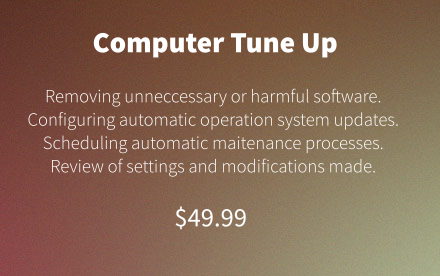 Computer Tune Up
Removing unneccessary or harmful software.
Configuring automatic operation system updates.
Scheduling automatic maitenance processes.
Review of settings and modifications made.
$49.99